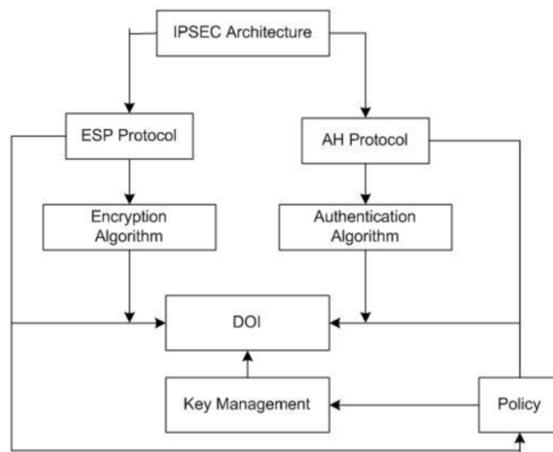 IPSEC Architecture
ESP Protocol
AH Protocol
Encryption
Algorithm
Authentication
Algorithm
DOI
Key Management
Policy